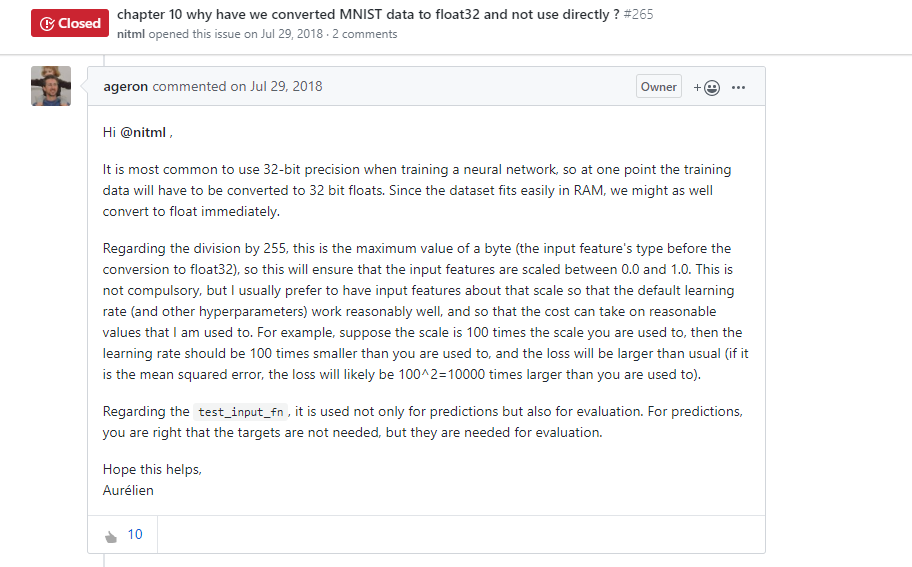 Closed
chapter 10 why have we converted MNIST data to float32 and not use directly ? #265
nitml opened this issue on Jul 29, 2018 · 2 comments
ageron commented on Jul 29, 2018
Owner
+
Hi @nitml ,
It is most common to use 32-bit precision when training a neural network, so at one point the training
data will have to be converted to 32 bit floats. Since the dataset fits easily in RAM, we might as well
convert to float immediately.
Regarding the division by 255, this is the maximum value of a byte (the input feature's type before the
conversion to float32), so this will ensure that the input features are scaled between 0.0 and 1.0. This is
not compulsory, but I usually prefer to have input features about that scale so that the default learning
rate (and other hyperparameters) work reasonably well, and so that the cost can take on reasonable
values that I am used to. For example, suppose the scale is 100 times the scale you are used to, then the
learning rate should be 100 times smaller than you are used to, and the loss will be larger than usual (if it
is the mean squared error, the loss will likely be 100^2=10000 times larger than you are used to).
Regarding the test_input_fn , it is used not only for predictions but also for evaluation. For predictions,
you are right that the targets are not needed, but they are needed for evaluation.
Hope this helps,
Aurélien
10